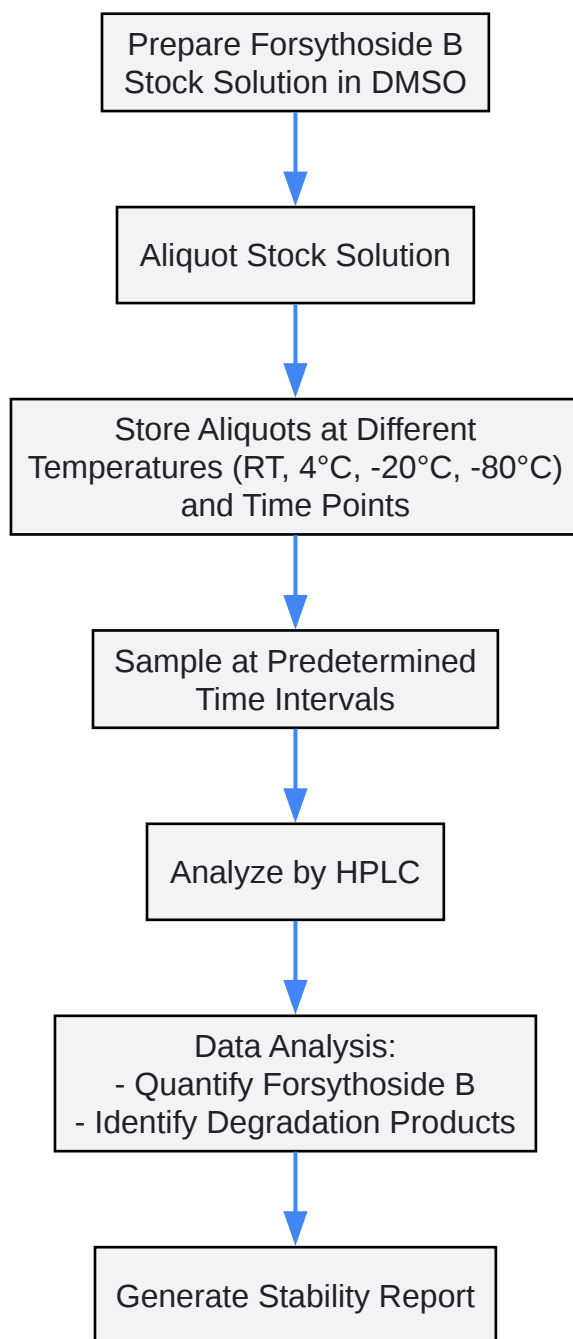 Prepare Forsythoside B
Stock Solution in DMSO
Aliquot Stock Solution
Store Aliquots at Different
Temperatures (RT, 4°C, -20°C, -80°C)
and Time Points
Sample at Predetermined
Time Intervals
Analyze by HPLC
Data Analysis:
- Quantify Forsythoside B
- Identify Degradation Products
Generate Stability Report